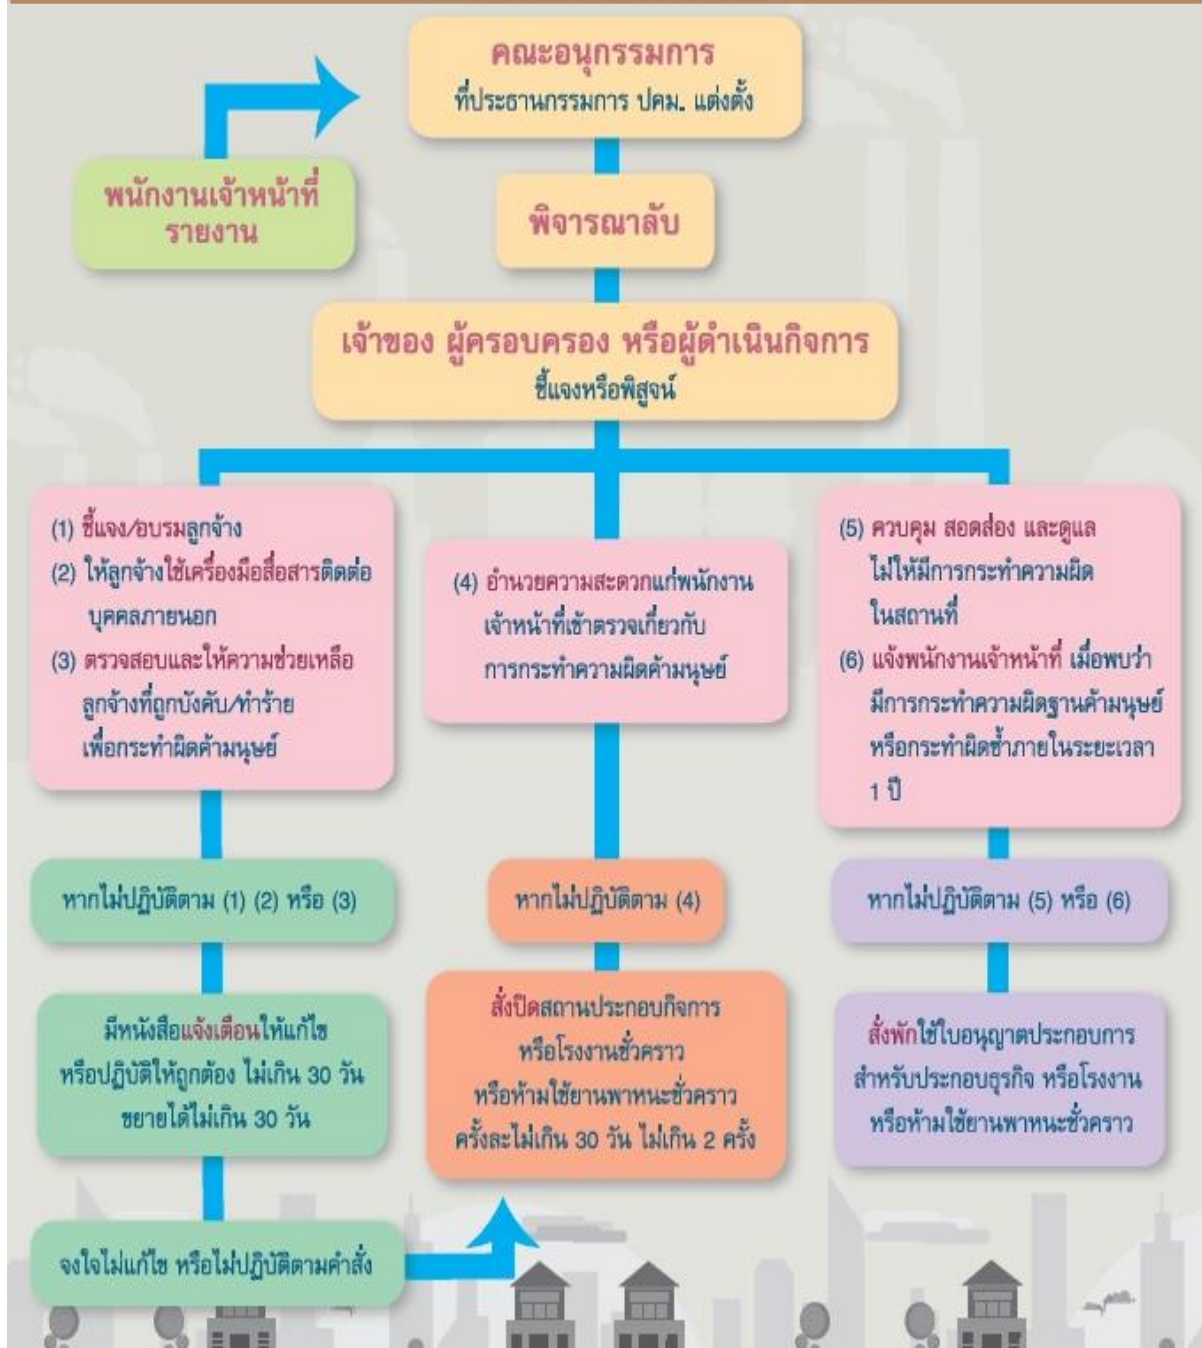 คณะอนุกรรมการ
ที่ประธานกรรมการ ปคม. แต่งตั้ง
พนักงานเจ้าหน้าที่
รายงาน
พิจารณาลับ
เจ้าของ ผู้ครอบครอง หรือผู้ดำเนินกิจการ
ชี้แจงหรือพิสูจน์
(1) ชี้แจง/อบรมลูกจ้าง
(2) ให้ลูกจ้างใช้เครื่องมือสื่อสารติดต่อ
บุคคลภายนอก
(3) ตรวจสอบและให้ความช่วยเหลือ
ลูกจ้างที่ถูกบังคับ/ทำร้าย
เพื่อกระทำผิดค้ามนุษย์
(4) อำนวยความสะดวกแก่พนักงาน
เจ้าหน้าที่เข้าตรวจเกี่ยวกับ
การกระทำความผิดค้ามนุษย์
(5) ควบคุม สอดส่อง และดูแล
ไม่ให้มีการกระทำความผิด
ในสถานที่
(6) แจ้งพนักงานเจ้าหน้าที่ เมื่อพบว่า
มีการกระทำความผิดฐานค้ามนุษย์
หรือกระทำผิดซ้ำภายในระยะเวลา
1 ปี
หากไม่ปฏิบัติตาม (1) (2) หรือ (3)
หากไม่ปฏิบัติตาม (4)
หากไม่ปฏิบัติตาม (5) หรือ (6)
มีหนังสือแจ้งเตือนให้แก้ไข
หรือปฏิบัติให้ถูกต้อง ไม่เกิน 30 วัน
ขยายได้ไม่เกิน 30 วัน
สั่งปิดสถานประกอบกิจการ
หรือโรงงานชั่วคราว
หรือห้ามใช้ยานพาหนะชั่วคราว
ครั้งละไม่เกิน 30 วัน ไม่เกิน 2 ครั้ง
สั่งพักใช้ใบอนุญาตประกอบการ
สำหรับประกอบธุรกิจ หรือโรงงาน
หรือห้ามใช้ยานพาหนะชั่วคราว
จงใจไม่แก้ไข หรือไม่ปฏิบัติตามคำสั่ง